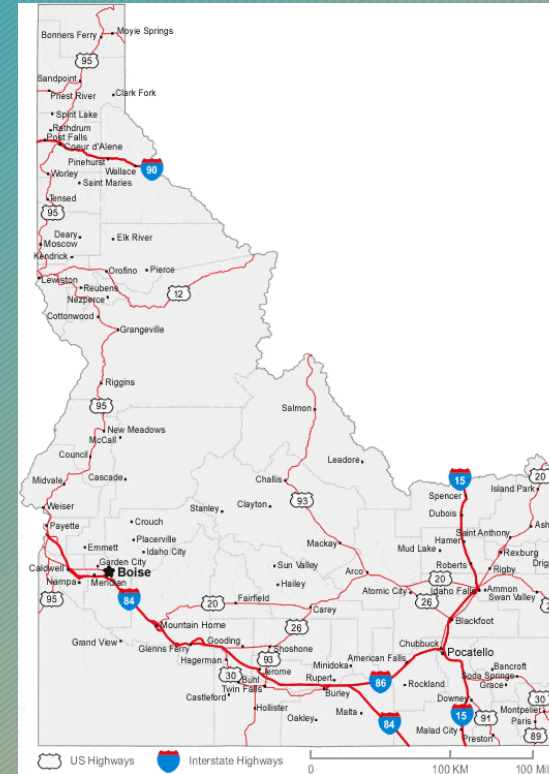 Bonners Ferry
Moyie Springs
95
Sandpoint
Priest River
Clark Fork
Spirit Lake
Rathdrum
Post Falls
Coeur d'Alene
Pinehurst
Wallace
90
Worley
Saint Maries
Tensed
95
Deary
Elk River
Moscow
Kendrick
Orofino
Pierce
Lewiston
Reubens
Nezperce
12
Cottonwood
Grangeville
Riggins
95
New Meadows
McCall
Council
Midvale
Cascade
Weiser
Payette
Salmon
Leadore
Challis
93
Stanley
Clayton
15
20
Spencer
Island Park
Dubois
Crouch
Placerville
Idaho City
Emmett
Garden City
Caldwell
Boise
Nampa
Meridian
84
95
Mackay
Saint Anthony
Ash
Hamer
Mud Lake
Rexburg
Roberts
Rigby
Drig
Sun Valley
Arco
20
Hailey
Atomic City
26
Idaho Falls
Ammon
Swan Valley
2
20
Fairfield
Carey
Mountain Home
26
Blackfoot
Grand View
Glenns Ferry
Gooding
Shoshone
Chubbuck
Pocatello
Hagerman
93
Jerome
Minidoka
American Falls
Bancroft
30
Buhl
Rupert
86
Rockland
Soda Springs
Grace
Twin Falls
Burley
Castleford
Hollister
Oakley
Malta
84
Downey
30
15
91
Montpelier
Paris
Malad City
Preston
89
US Highways
Interstate Highways
0
100 KM
100 Mil